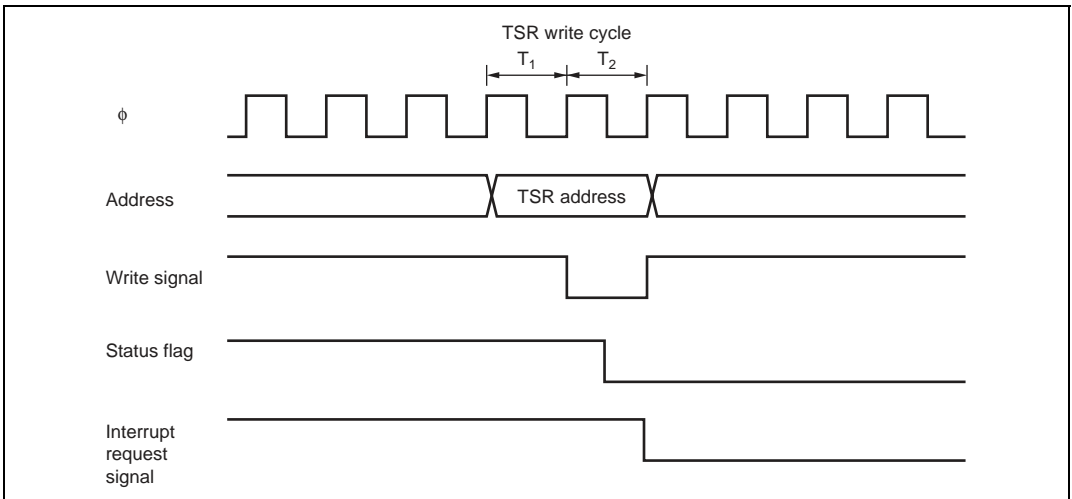 TSR write cycle
T₁ T₂
ϕ
Address
TSR address
Write signal
Status flag
Interrupt
request
signal